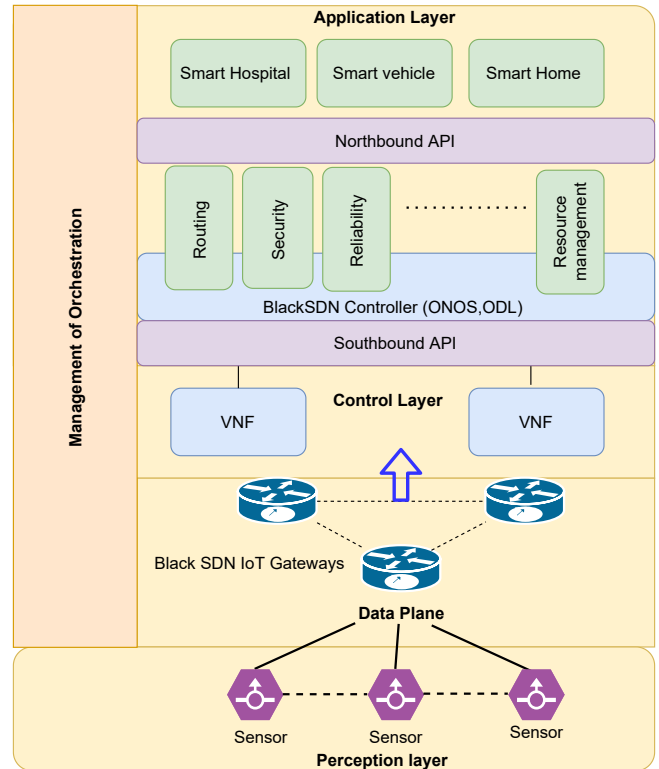 Application Layer
Smart Hospital
Smart vehicle
Smart Home
Northbound API
Routing
Security
Reliability
Resource
management
BlackSDN Controller (ONOS,ODL)
Southbound API
Management of Orchestration
VNF
Control Layer
VNF
Black SDN IoT Gateways
Data Plane
Sensor
Sensor
Sensor
Perception layer